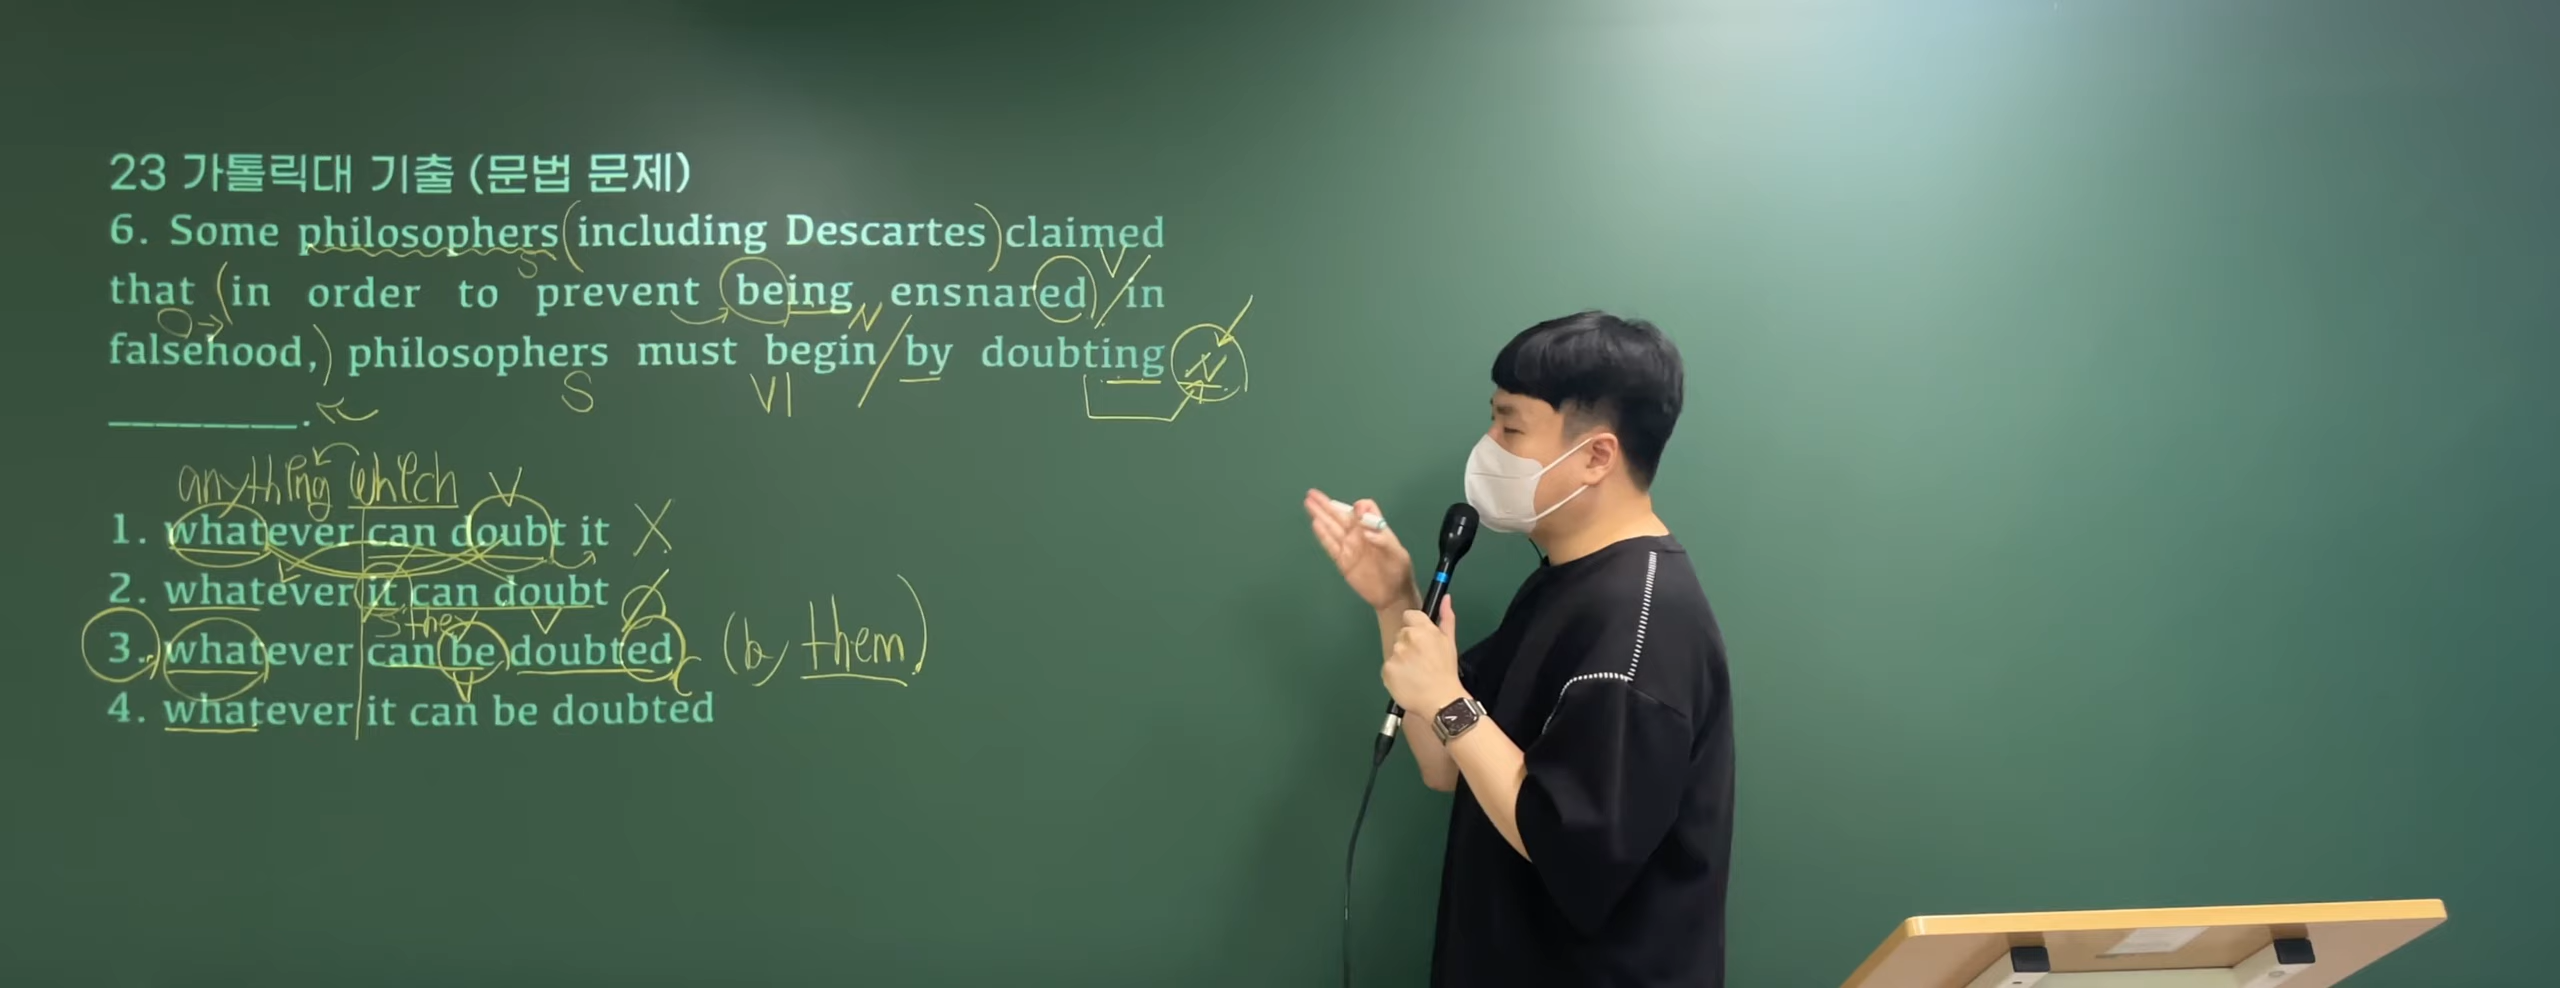 23 가톨릭대 기출 (문법 문제)
6. Some philosophers (including Descartes) claimed
S V
that (in order to prevent being ensnared / in
O N
falsehood,) philosophers must begin / by doubting N
S V1
________.
anything which V
1. whatever can doubt it X
2. whatever it can doubt
S they V
3. whatever can be doubted (by them)
V C
4. whatever it can be doubted